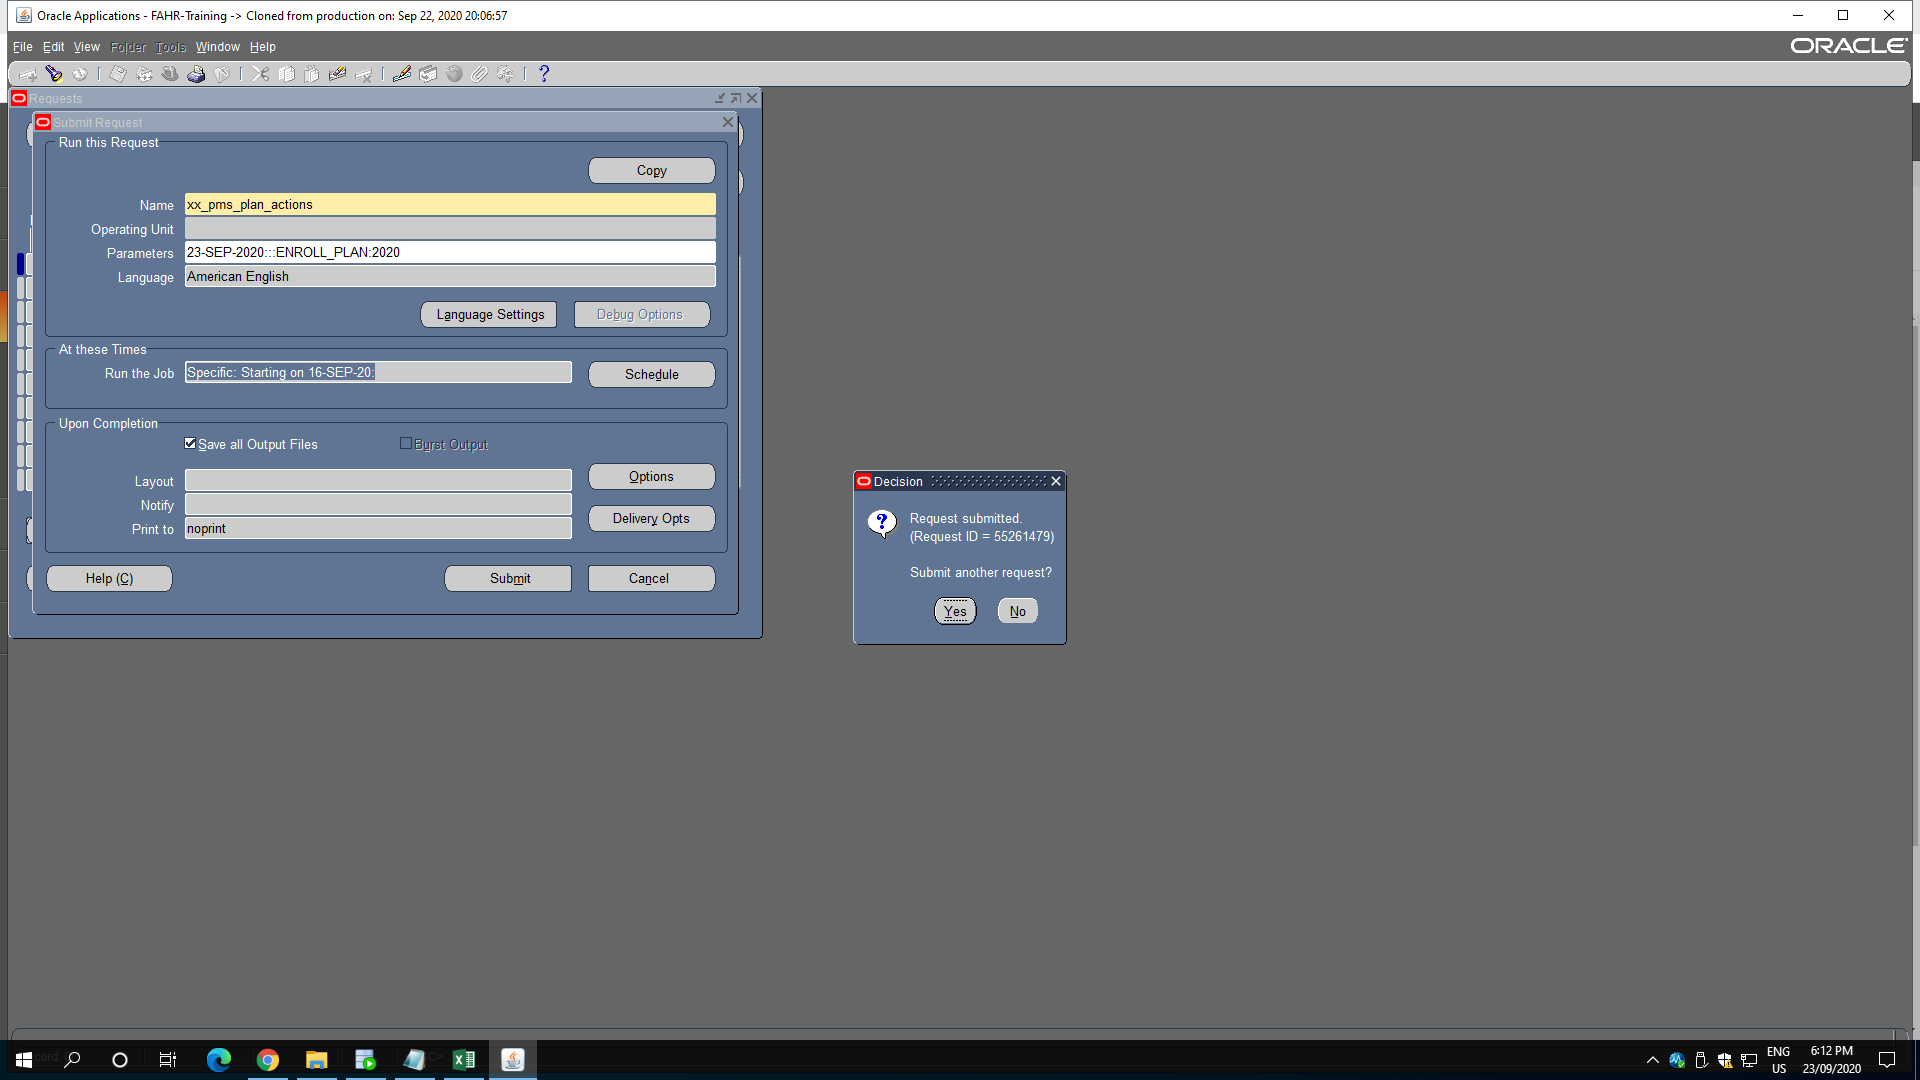 Oracle Applications - FAHR-Training -> Cloned from production on: Sep 22, 2020 20:06:57
File Edit View Folder Tools Window Help
ORACLE
Requests
Submit Request
Run this Request
Copy
Name xx_pms_plan_actions
Operating Unit
Parameters 23-SEP-2020:::ENROLL_PLAN:2020
Language American English
Language Settings Debug Options
At these Times
Run the Job Specific: Starting on 16-SEP-20: Schedule
Upon Completion
Save all Output Files Burst Output
Layout Options
Notify
Delivery Opts
Print to noprint
Help (C) Submit Cancel
Decision
Request submitted.
(Request ID = 55261479)
Submit another request?
Yes No
ENG
US
6:12 PM
23/09/2020